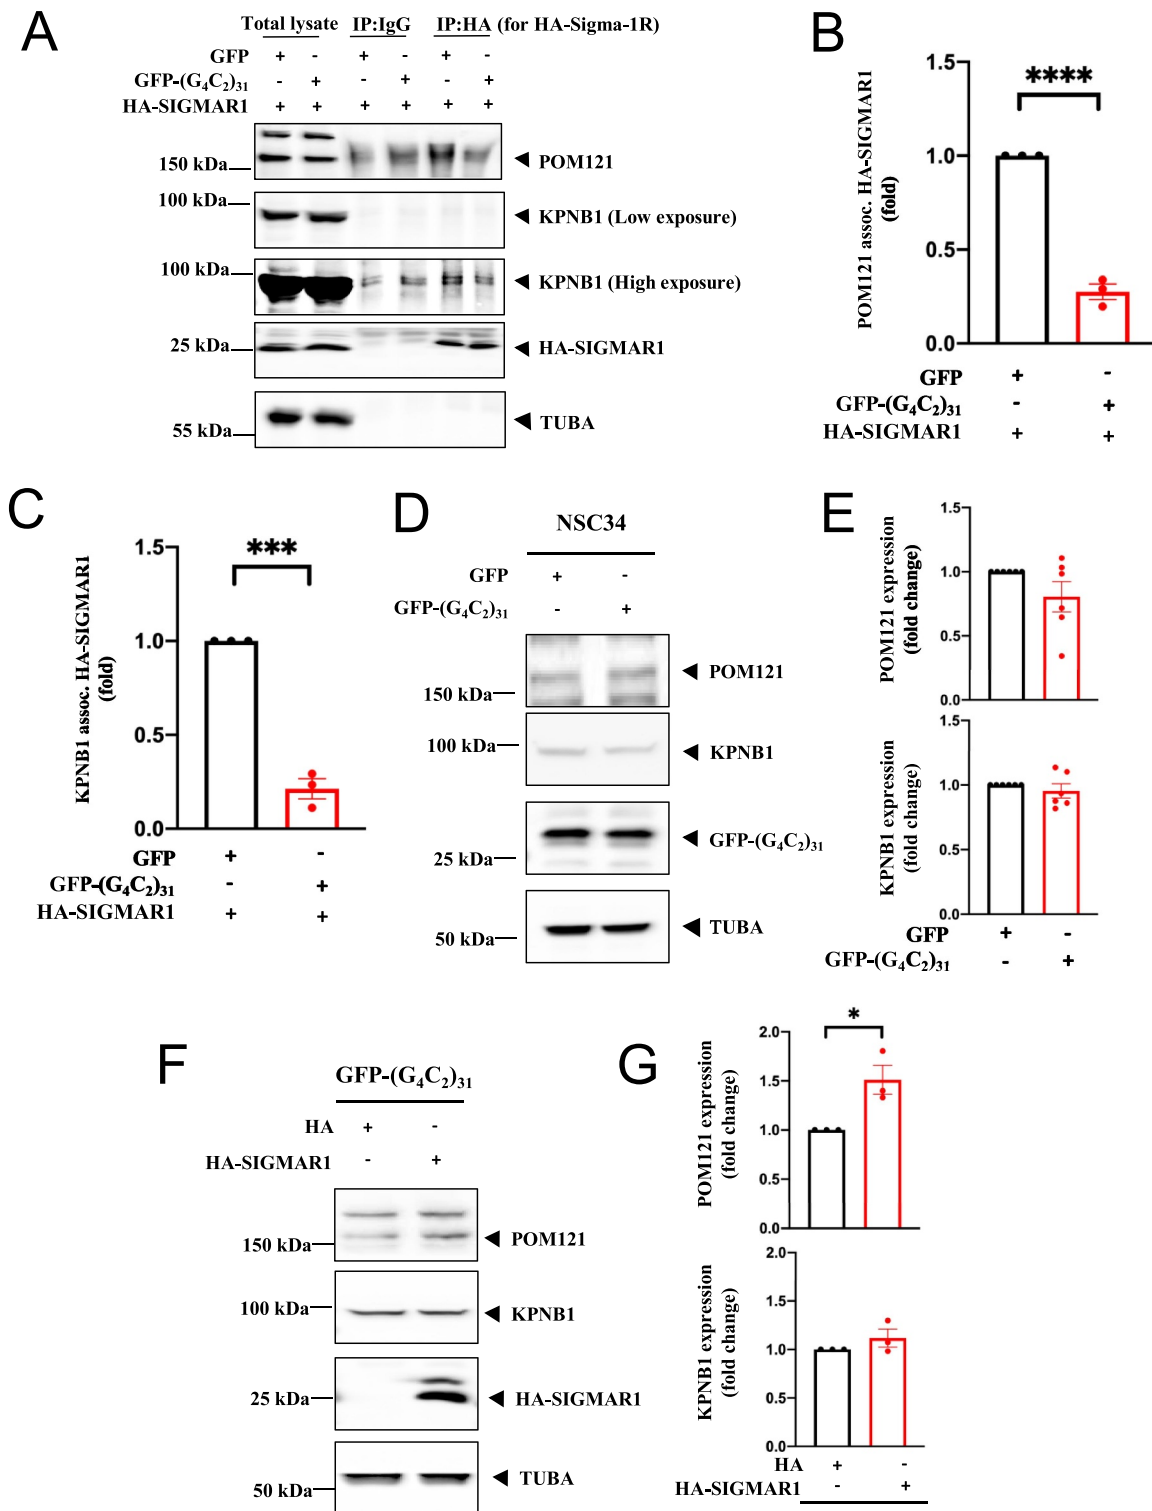 A
Total lysate IP:IgG IP:HA (for HA-Sigma-1R)
GFP + - + - + -
GFP-(G₄C₂)₃₁ - + - + - +
HA-SIGMAR1 + + + + + +
150 kDa POM121
100 kDa KPNB1 (Low exposure)
100 kDa KPNB1 (High exposure)
25 kDa HA-SIGMAR1
55 kDa TUBA
B
POM121 assoc. HA-SIGMAR1
(fold)
1.5
1.0
0.5
0.0
****
GFP + -
GFP-(G₄C₂)₃₁ - +
HA-SIGMAR1 + +
C
KPNB1 assoc. HA-SIGMAR1
(fold)
1.5
1.0
0.5
0.0
***
GFP + -
GFP-(G₄C₂)₃₁ - +
HA-SIGMAR1 + +
D
NSC34
GFP + -
GFP-(G₄C₂)₃₁ - +
150 kDa POM121
100 kDa KPNB1
25 kDa GFP-(G₄C₂)₃₁
50 kDa TUBA
E
POM121 expression
(fold change)
1.5
1.0
0.5
0.0
KPNB1 expression
(fold change)
1.5
1.0
0.5
0.0
GFP + -
GFP-(G₄C₂)₃₁ - +
F
GFP-(G₄C₂)₃₁
HA + -
HA-SIGMAR1 - +
150 kDa POM121
100 kDa KPNB1
25 kDa HA-SIGMAR1
50 kDa TUBA
G
POM121 expression
(fold change)
2.0
1.5
1.0
0.5
0.0
*
KPNB1 expression
(fold change)
2.0
1.5
1.0
0.5
0.0
HA + -
HA-SIGMAR1 - +